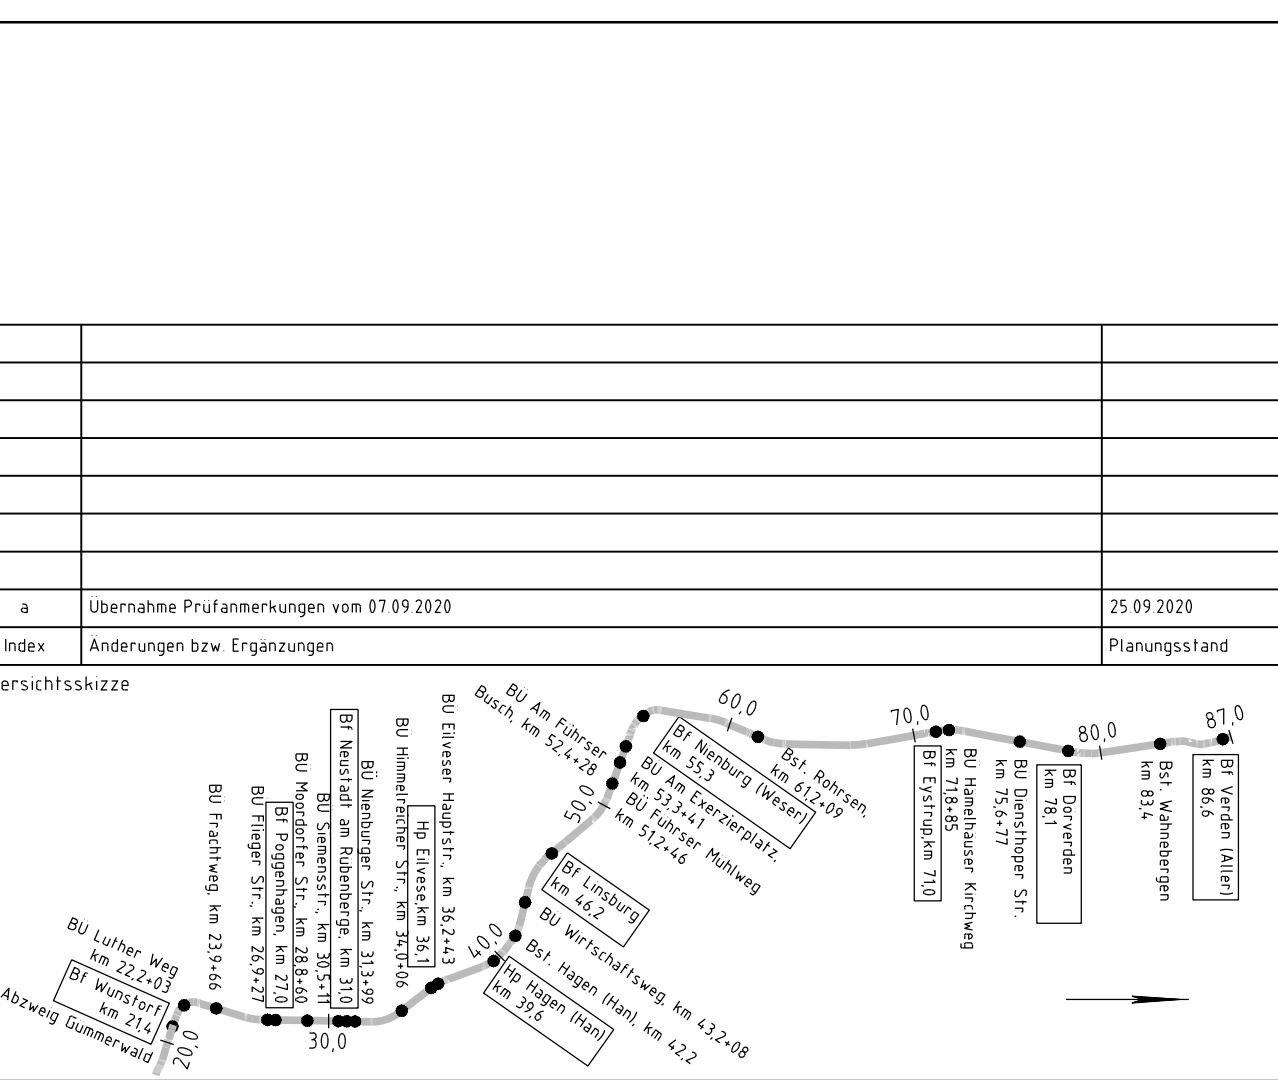 a
Übernahme Prüfanmerkungen vom 07.09.2020
25.09.2020
Index
Änderungen bzw. Ergänzungen
Planungsstand
ersichtsskizze
Abzweig Gummerwald
Bf Wunstorf
km 21,4
20,0
BÜ Luther Weg
km 22,2+03
BÜ Frachtweg, km 23,9+66
BÜ Flieger Str., km 26,9+27
Bf Poggenhagen, km 27,0
BÜ Moordorfer Str., km 28,8+60
30,0
BÜ Siemensstr., km 30,5+11
Bf Neustadt am Rübenberge, km 31,0
BÜ Nienburger Str., km 31,3+99
BÜ Himmelreicher Str., km 34,0+06
Hp Eilvese,km 36,1
BÜ Eilveser Hauptstr., km 36,2+43
Hp Hagen (Han)
km 39,6
40,0
Bst. Hagen (Han), km 42,2
BÜ Wirtschaftsweg, km 43,2+08
Bf Linsburg
km 46,2
50,0
BÜ Führser Mühlweg
km 51,2+46
BÜ Am Führser
Busch, km 52,4+28
BÜ Am Exerzierplatz,
km 53,3+41
Bf Nienburg (Weser)
km 55,3
60,0
Bst. Rohrsen,
km 61,2+09
70,0
Bf Eystrup,km 71,0
BÜ Hamelhauser Kirchweg
km 71,8+85
BÜ Diensthoper Str.
km 75,6+77
Bf Dörverden
km 78,1
80,0
Bst. Wahnebergen
km 83,4
Bf Verden (Aller)
km 86,6
87,0